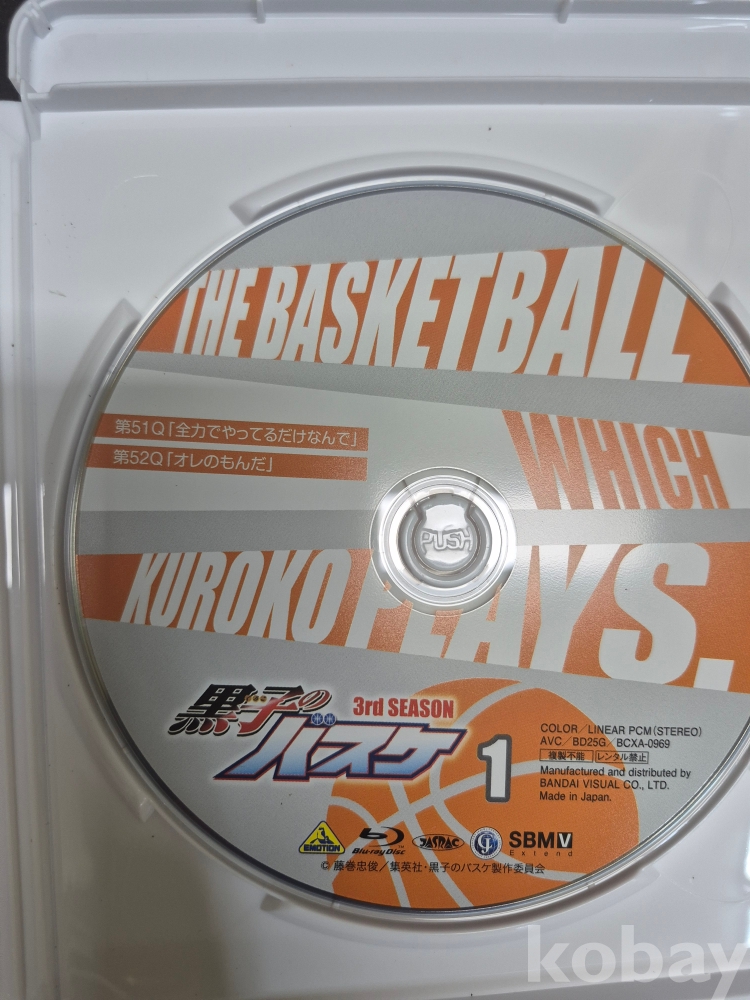 THE BASKETBALL
第51Q「全力でやってるだけなんで」
第52Q「オレのもんだ」
WHICH
PUSH
KUROKO PLAYS.
黒子の
バスケ
3rd SEASON
1
COLOR／LINEAR PCM(STEREO)
AVC／BD25G／BCXA-0969
複製不能 レンタル禁止
Manufactured and distributed by
BANDAI VISUAL CO., LTD.
Made in Japan.
EMOTION
Blu-ray Disc
JASRAC
SBMV
Extend
© 藤巻忠俊／集英社・黒子のバスケ製作委員会
kobay